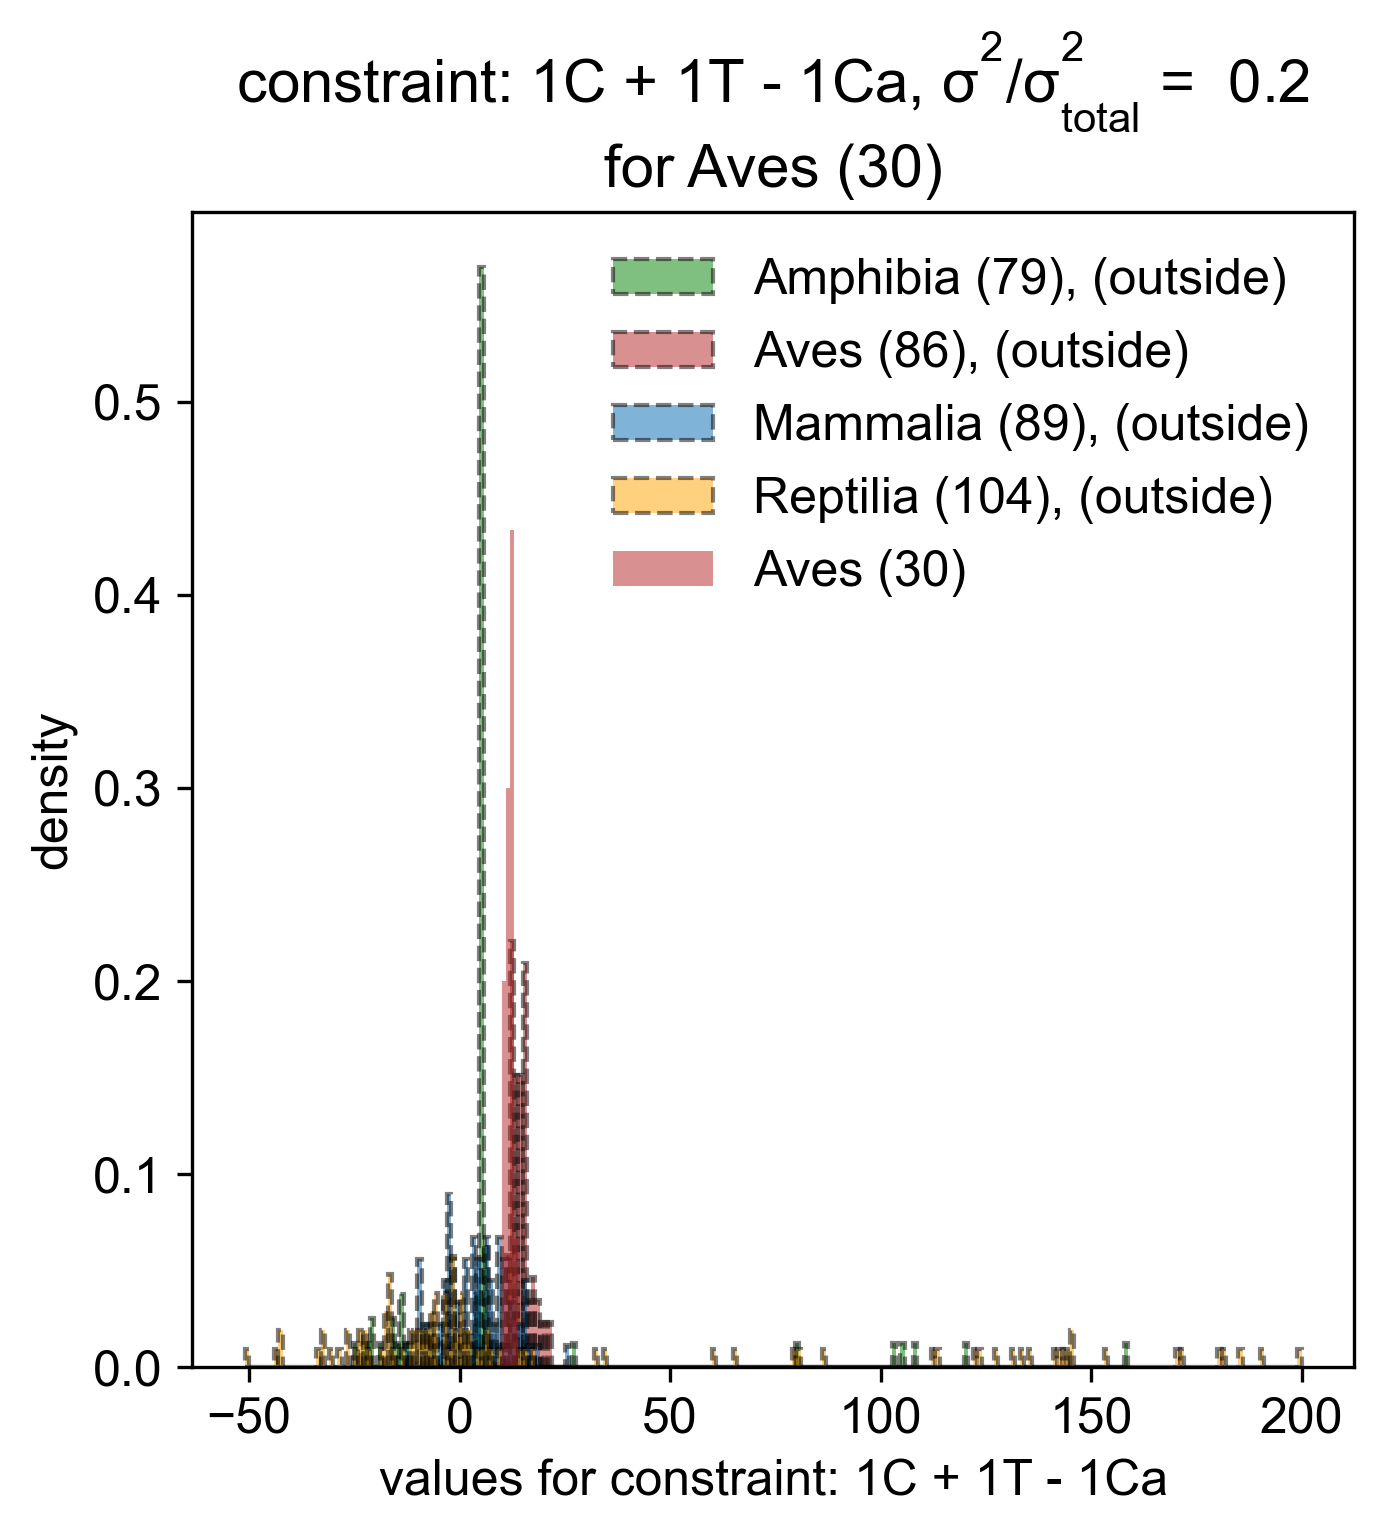 constraint: 1C + 1T - 1Ca, σ²/σ²total = 0.2
for Aves (30)
Amphibia (79), (outside)
Aves (86), (outside)
Mammalia (89), (outside)
Reptilia (104), (outside)
Aves (30)
density
0.5
0.4
0.3
0.2
0.1
0.0
−50 0 50 100 150 200
values for constraint: 1C + 1T - 1Ca